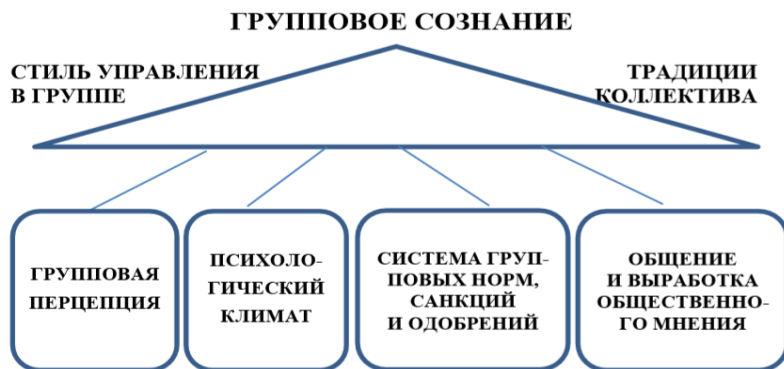 ГРУППОВОЕ СОЗНАНИЕ
СТИЛЬ УПРАВЛЕНИЯ
В ГРУППЕ
ТРАДИЦИИ
КОЛЛЕКТИВА
ГРУППОВАЯ
ПЕРЦЕПЦИЯ
ПСИХОЛО-
ГИЧЕСКИЙ
КЛИМАТ
СИСТЕМА ГРУП-
ПОВЫХ НОРМ,
САНКЦИЙ
И ОДОБРЕНИЙ
ОБЩЕНИЕ
И ВЫРАБОТКА
ОБЩЕСТВЕННО-
ГО МНЕНИЯ